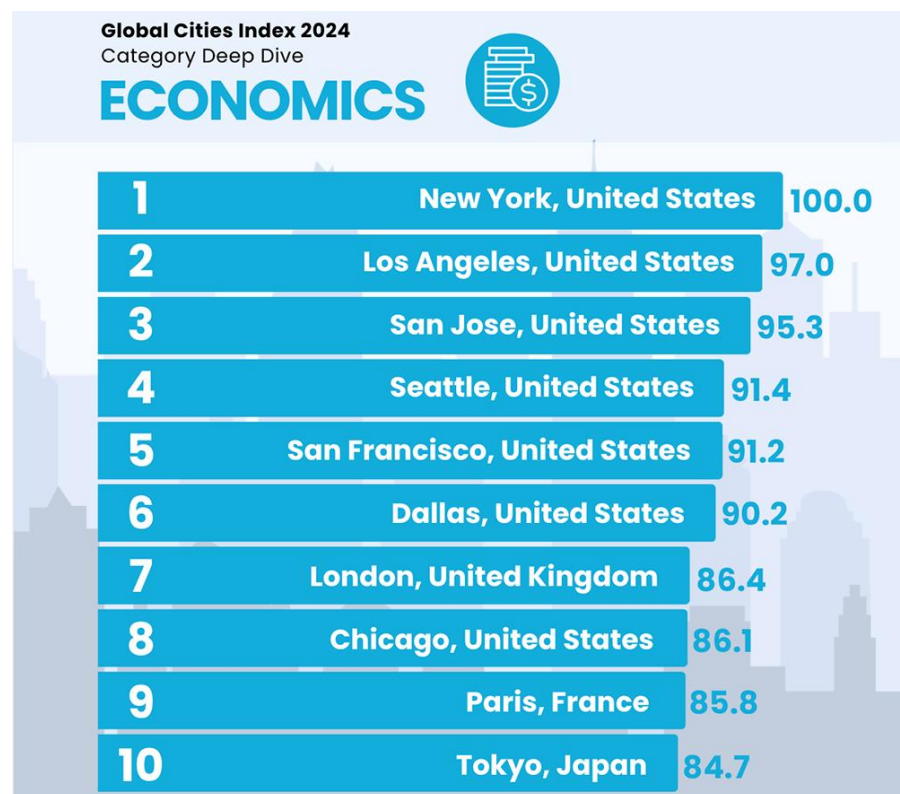 Global Cities Index 2024
Category Deep Dive
ECONOMICS
$
1 New York, United States 100.0
2 Los Angeles, United States 97.0
3 San Jose, United States 95.3
4 Seattle, United States 91.4
5 San Francisco, United States 91.2
6 Dallas, United States 90.2
7 London, United Kingdom 86.4
8 Chicago, United States 86.1
9 Paris, France 85.8
10 Tokyo, Japan 84.7